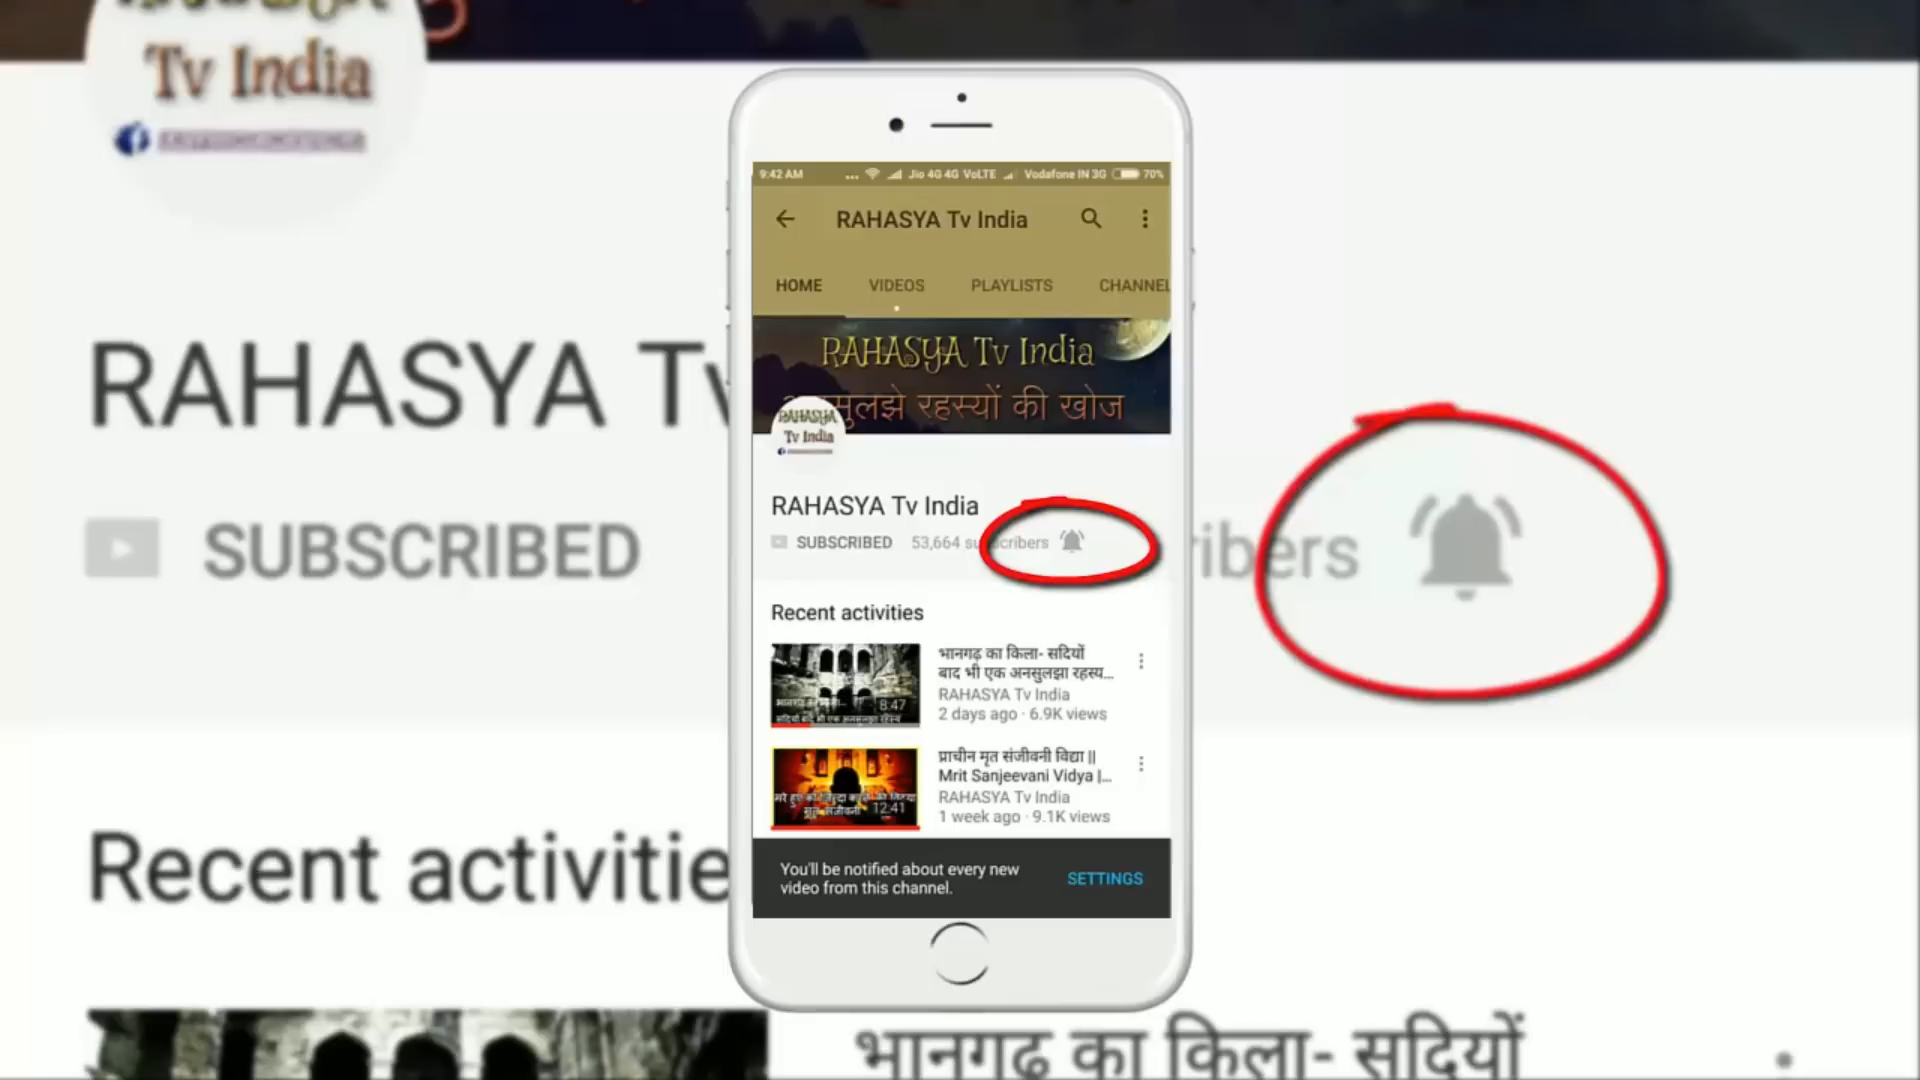 Tv India
9:42 AM ... Jio 4G 4G VoLTE Vodafone IN 3G 70%
RAHASYA Tv India
HOME VIDEOS PLAYLISTS CHANNEL
RAHASYA Tv India
मुलझे रहस्यों की खोज
RAHASYA
Tv India
RAHASYA Tv India
SUBSCRIBED 53,664 subscribers
Recent activities
भानगढ़ का किला- सदियों
बाद भी एक अनसुलझा रहस्य...
RAHASYA Tv India
2 days ago · 6.9K views
8:47
प्राचीन मृत संजीवनी विद्या ||
Mrit Sanjeevani Vidya |...
RAHASYA Tv India
1 week ago · 9.1K views
12:41
You'll be notified about every new
video from this channel.
SETTINGS
RAHASYA Tv
SUBSCRIBED
ribers
Recent activitie
भानगढ़ का किला- सदियों